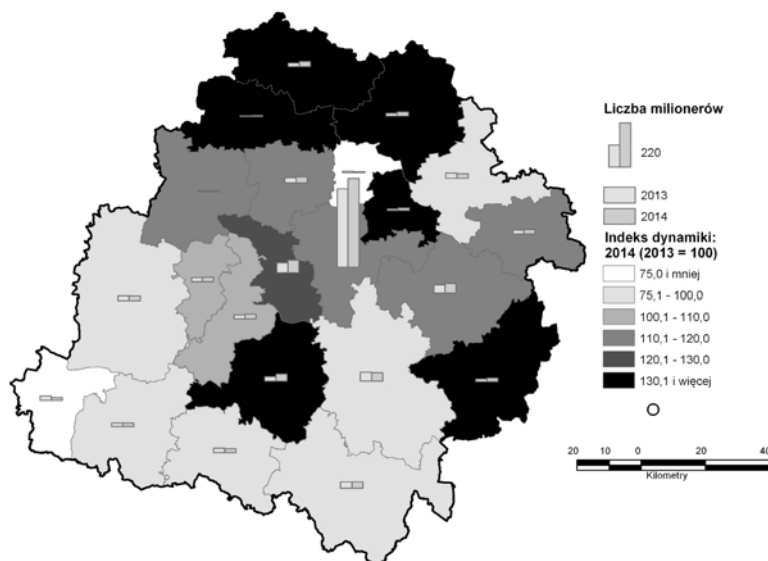 Liczba milionerów
220
2013
2014
Indeks dynamiki:
2014 (2013 = 100)
75,0 i mniej
75,1 - 100,0
100,1 - 110,0
110,1 - 120,0
120,1 - 130,0
130,1 i więcej
20 10 0 20 40
Kilometry